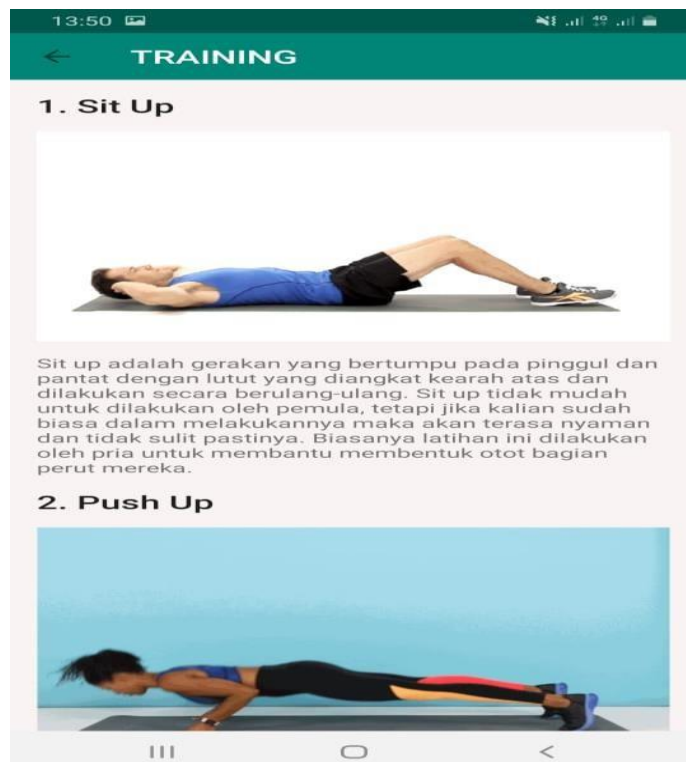 13:50
4G
TRAINING
1. Sit Up
Sit up adalah gerakan yang bertumpu pada pinggul dan
pantat dengan lutut yang diangkat kearah atas dan
dilakukan secara berulang-ulang. Sit up tidak mudah
untuk dilakukan oleh pemula, tetapi jika kalian sudah
biasa dalam melakukannya maka akan terasa nyaman
dan tidak sulit pastinya. Biasanya latihan ini dilakukan
oleh pria untuk membantu membentuk otot bagian
perut mereka.
2. Push Up